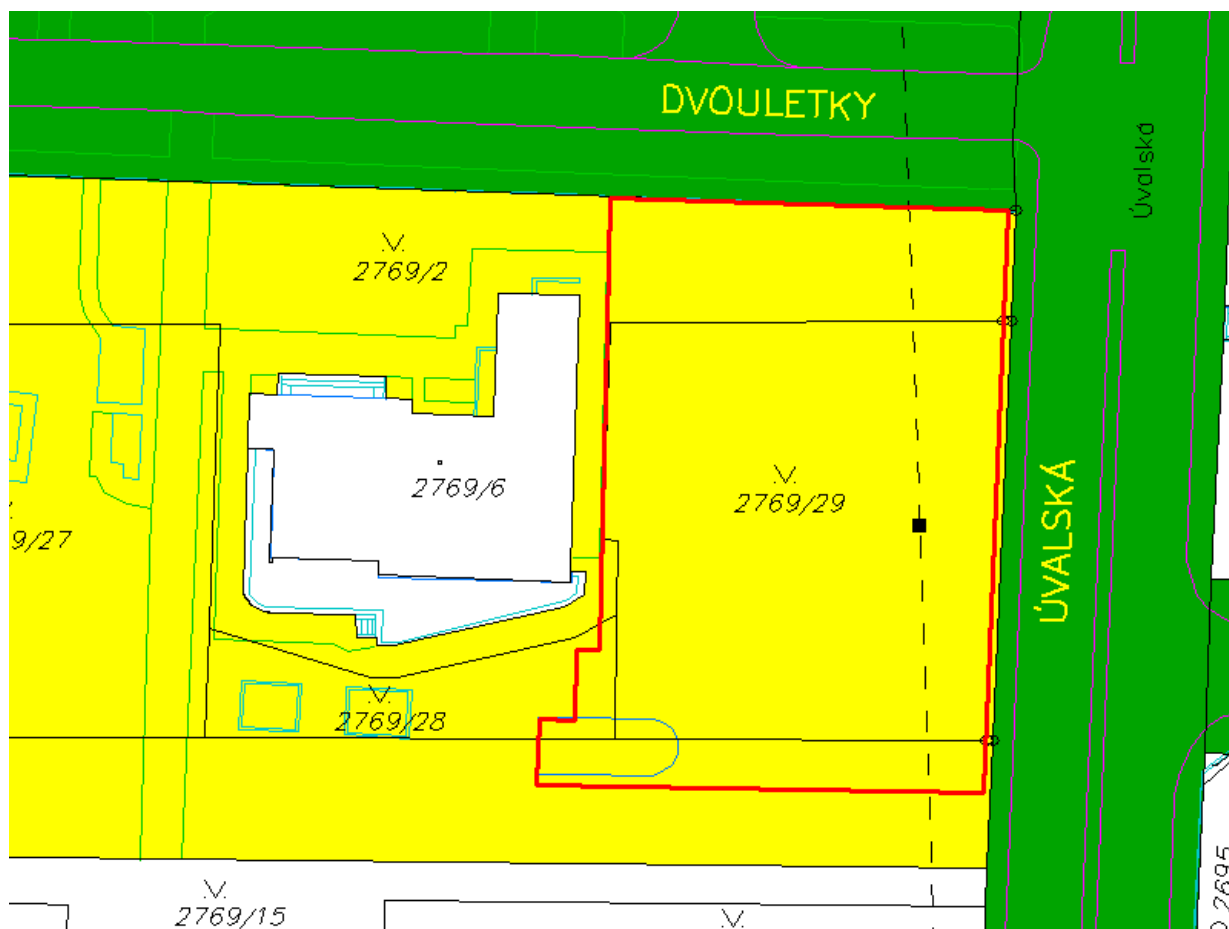 DVOULETKY
Úvalská
.V.
2769/2
.V.
2769/29
2769/6
9/27
ÚVALSKÁ
.V.
2769/28
.V.
2769/15
.V.
2695